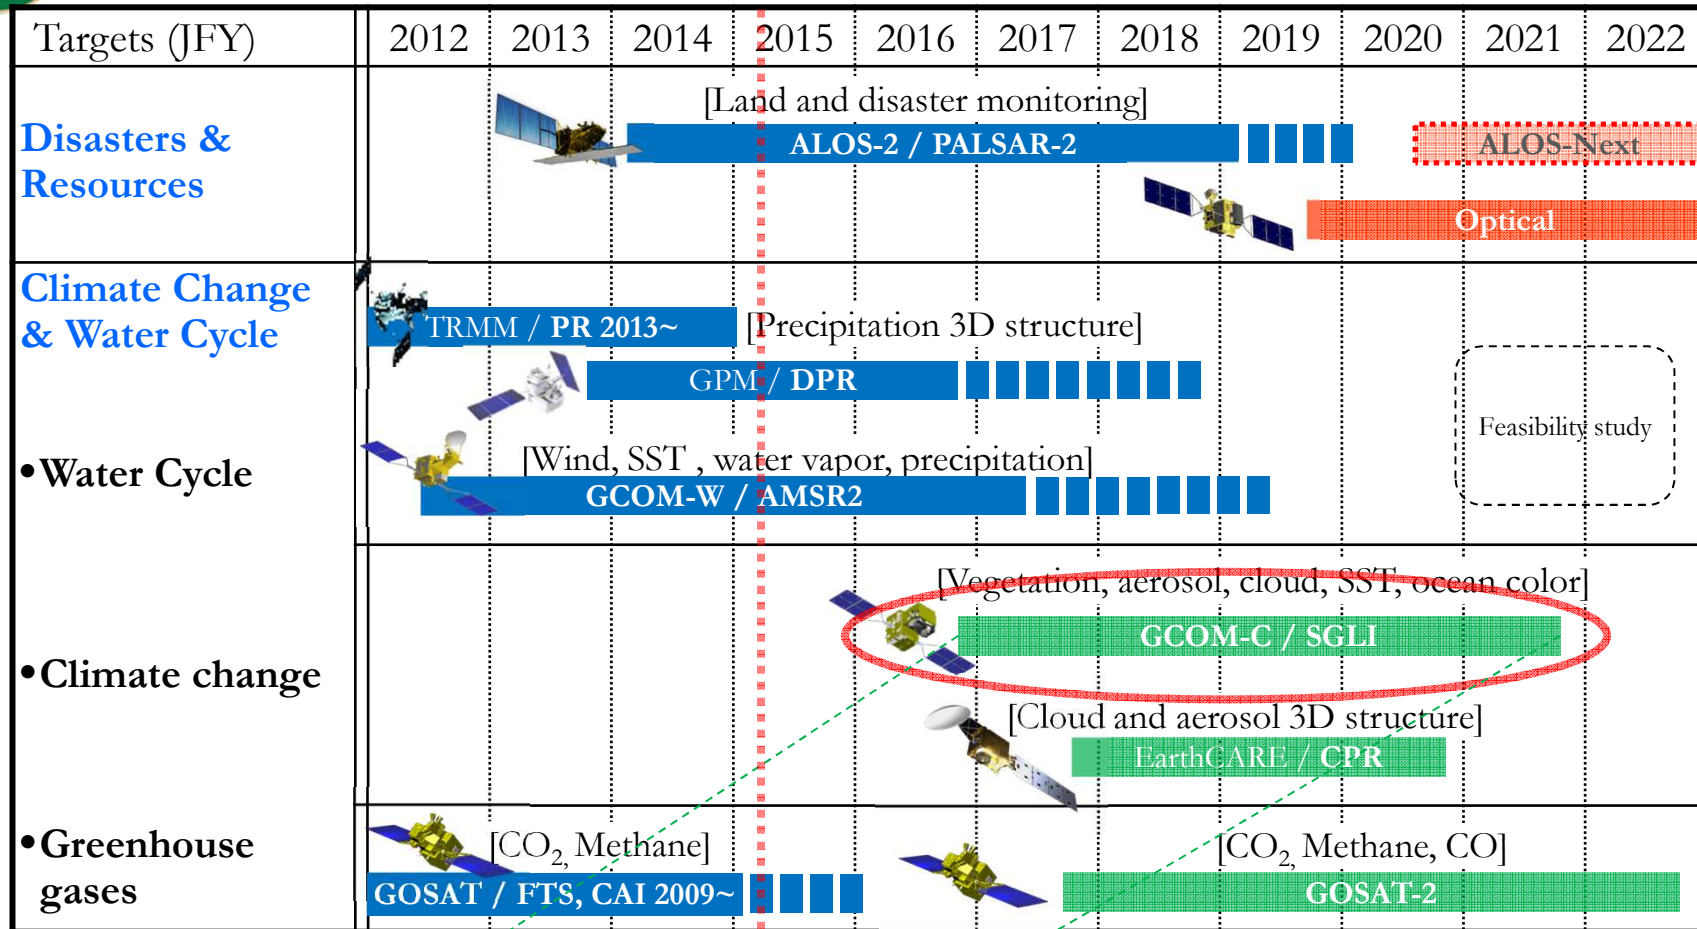 Targets (JFY) 2012 2013 2014 2015 2016 2017 2018 2019 2020 2021 2022
[Land and disaster monitoring]
Disasters &
Resources
ALOS-2 / PALSAR-2
ALOS-Next
Optical
Climate Change
& Water Cycle
TRMM / PR 2013~
[Precipitation 3D structure]
GPM / DPR
Feasibility study
•Water Cycle
[Wind, SST , water vapor, precipitation]
GCOM-W / AMSR2
[Vegetation, aerosol, cloud, SST, ocean color]
GCOM-C / SGLI
•Climate change
[Cloud and aerosol 3D structure]
EarthCARE / CPR
•Greenhouse
gases
[CO₂, Methane]
[CO₂, Methane, CO]
GOSAT / FTS, CAI 2009~
GOSAT-2